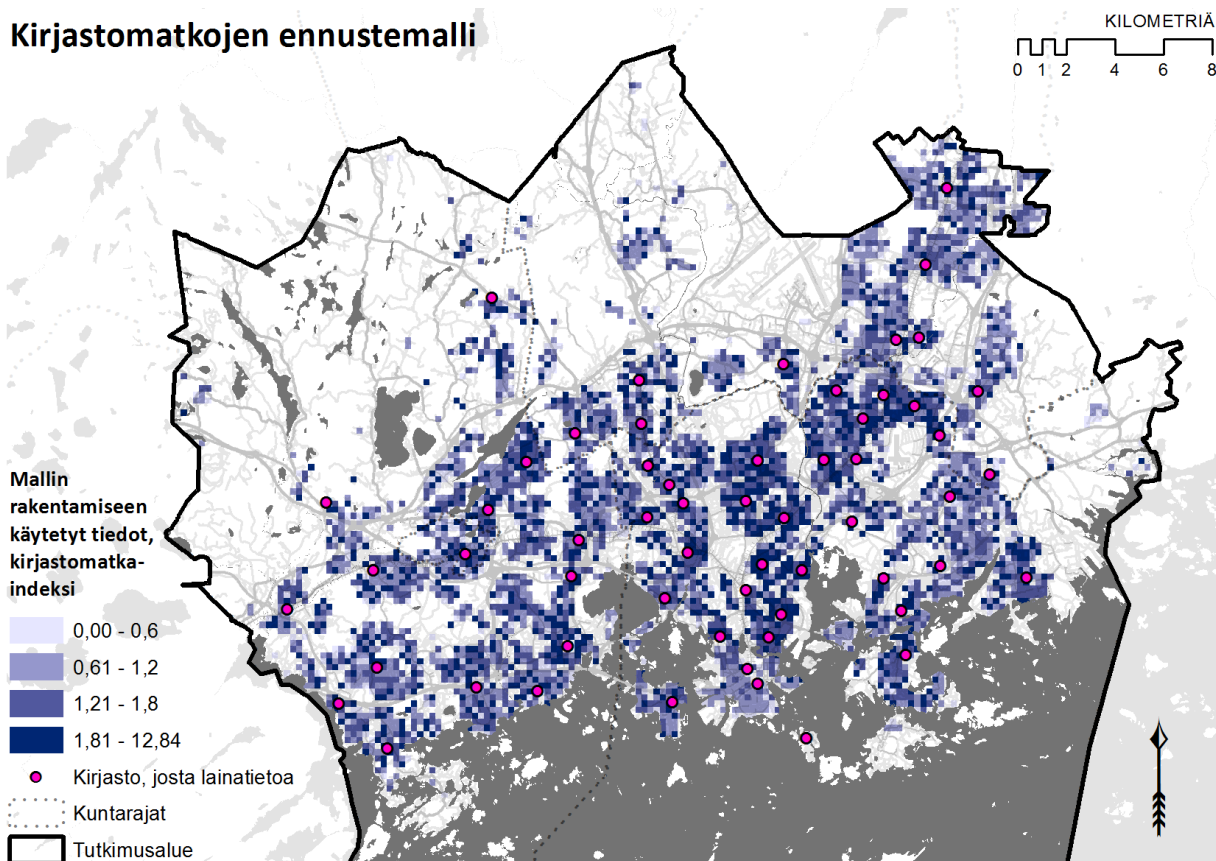 Kirjastomatkojen ennustemalli
KILOMETRIÄ
0 1 2 4 6 8
Mallin
rakentamiseen
käytetyt tiedot,
kirjastomatka-
indeksi
0,00 - 0,6
0,61 - 1,2
1,21 - 1,8
1,81 - 12,84
Kirjasto, josta lainatietoa
Kuntarajat
Tutkimusalue